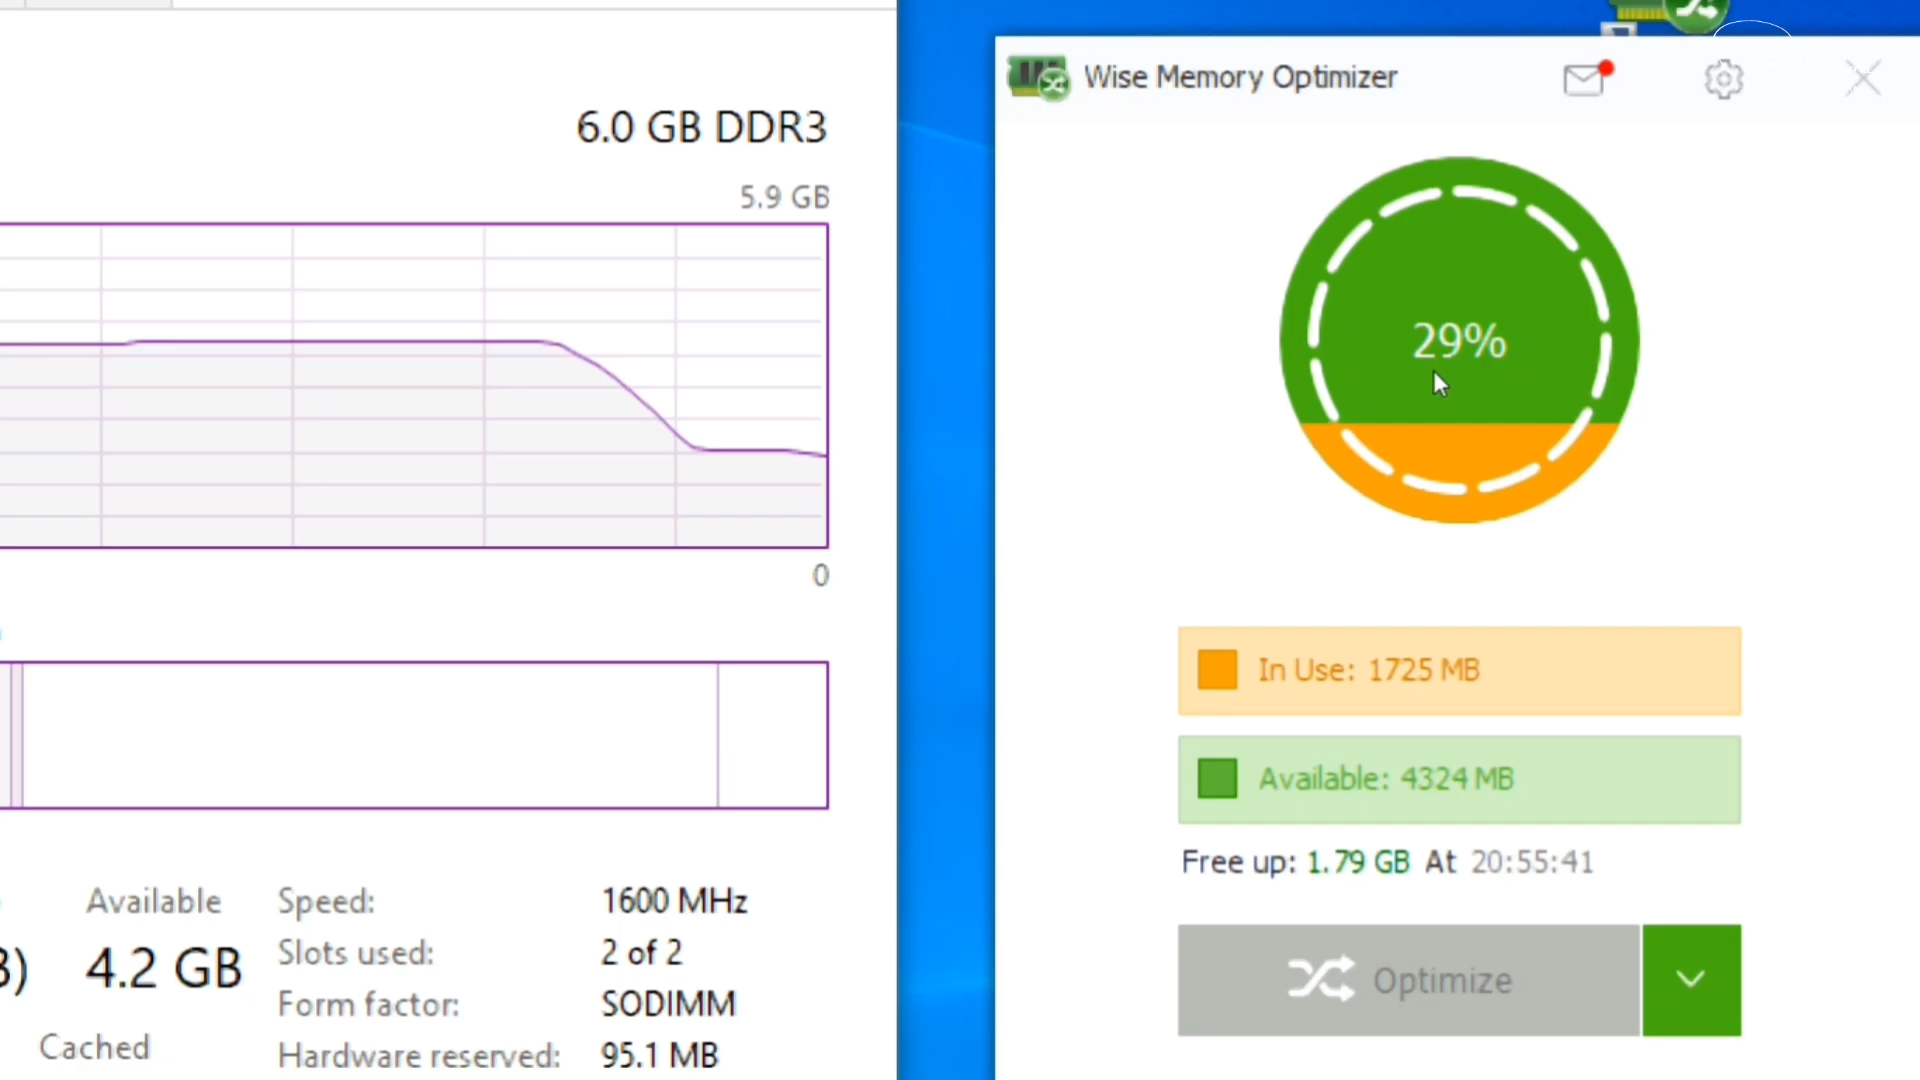 6.0 GB DDR3
5.9 GB
0
Available
4.2 GB
Cached
Speed: 1600 MHz
Slots used: 2 of 2
Form factor: SODIMM
Hardware reserved: 95.1 MB
Wise Memory Optimizer
29%
In Use: 1725 MB
Available: 4324 MB
Free up: 1.79 GB At 20:55:41
Optimize